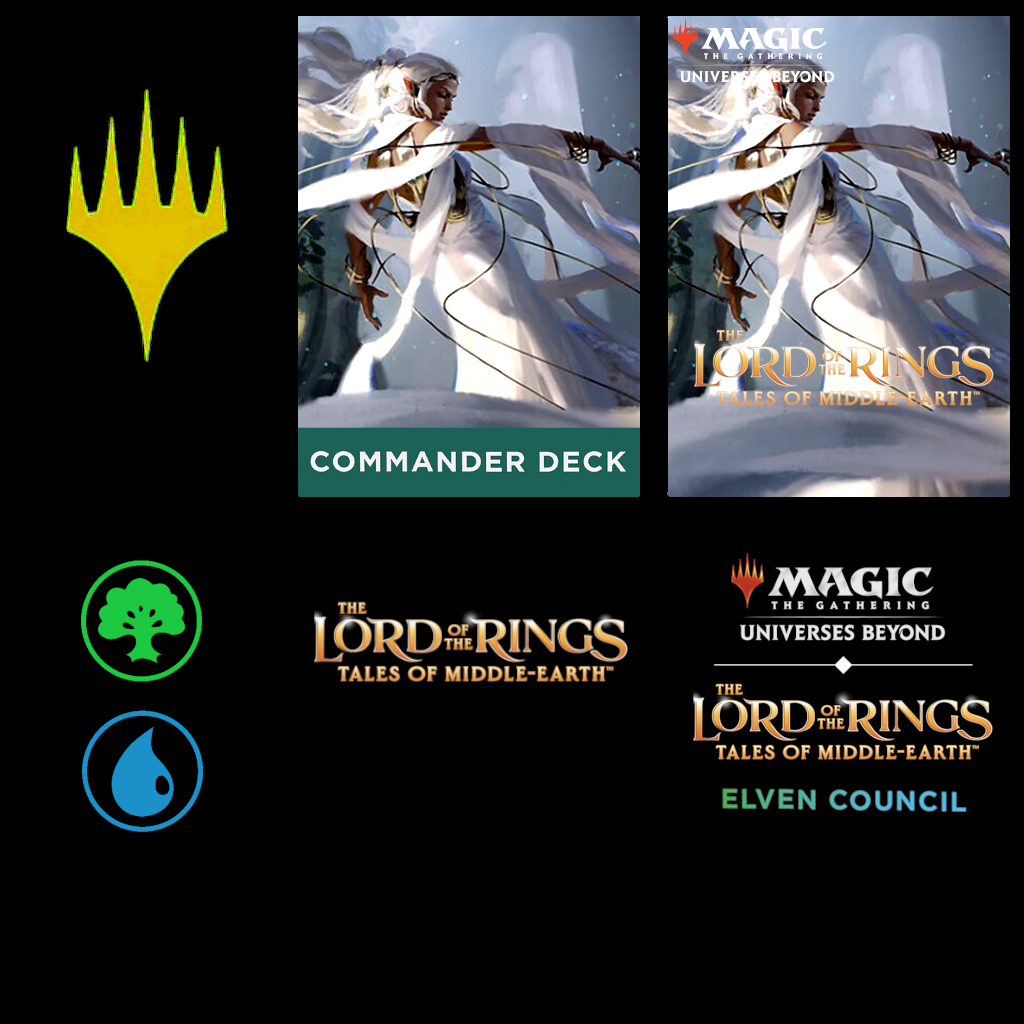 MAGIC
THE GATHERING
UNIVERSES BEYOND
THE
LORD OF THE RINGS
TALES OF MIDDLE-EARTH™
COMMANDER DECK
THE
LORD OF THE RINGS
TALES OF MIDDLE-EARTH™
MAGIC
THE GATHERING
UNIVERSES BEYOND
THE
LORD OF THE RINGS
TALES OF MIDDLE-EARTH™
ELVEN COUNCIL